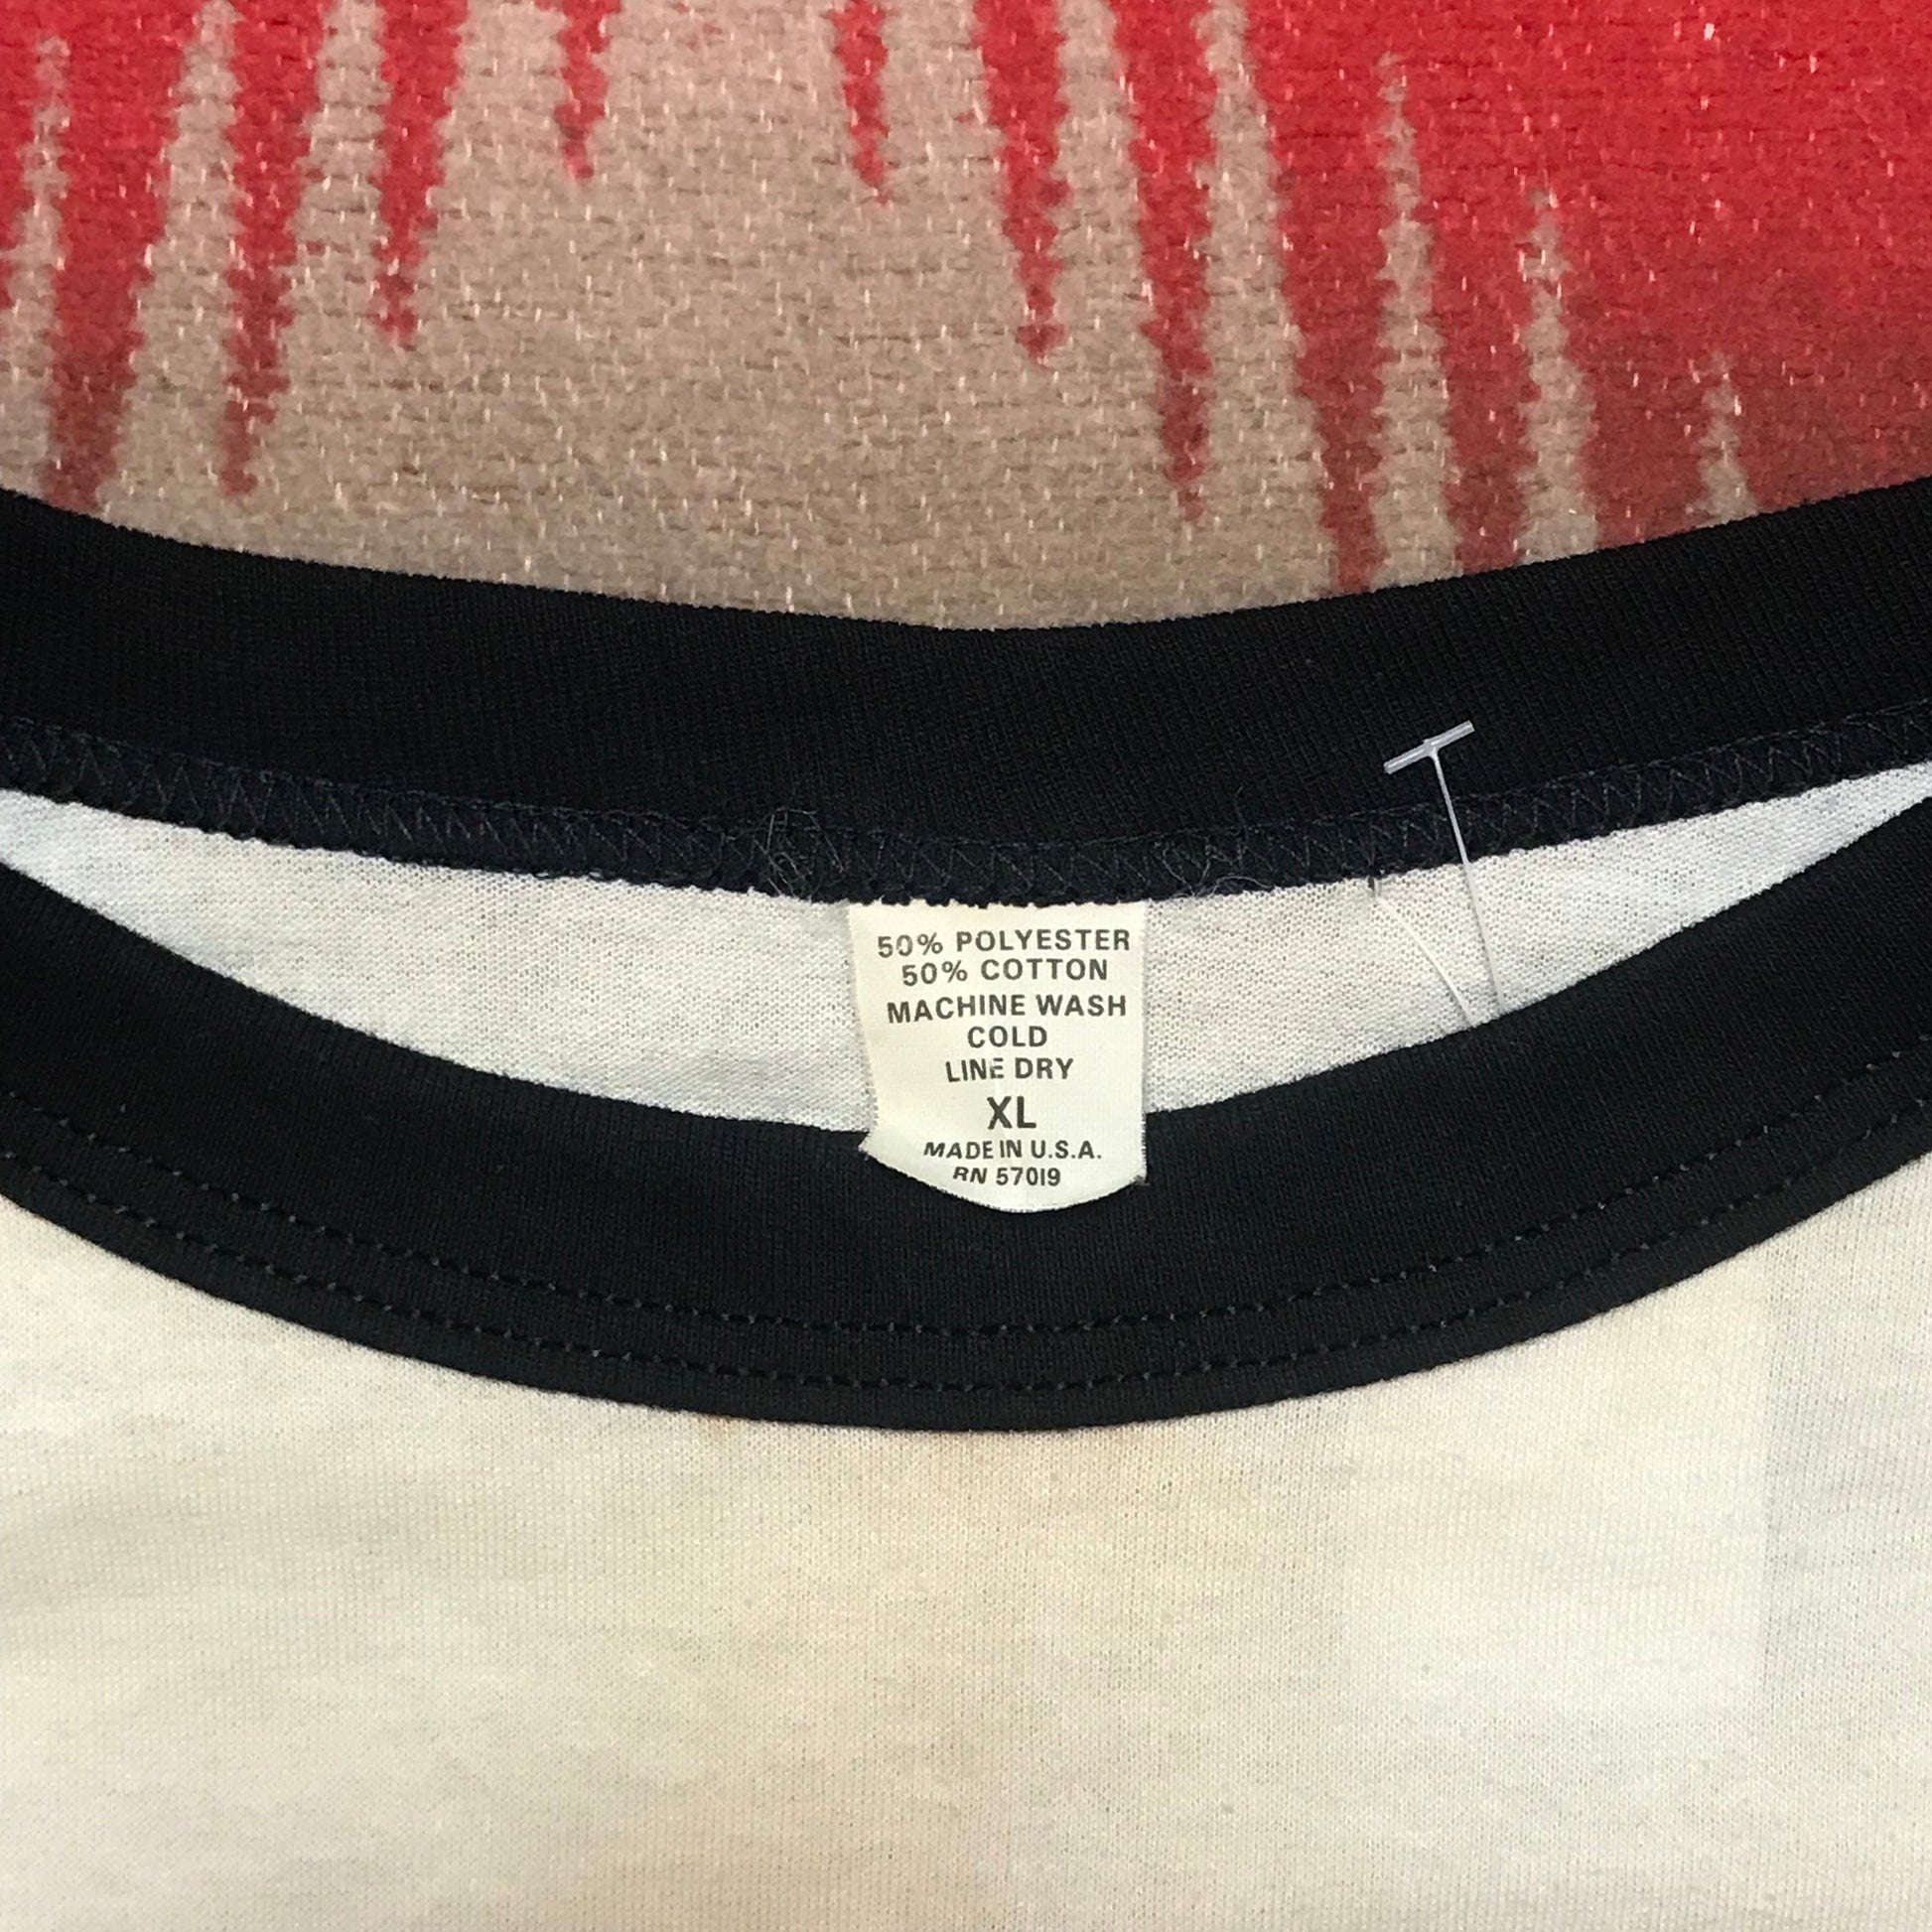 50% POLYESTER
50% COTTON
MACHINE WASH
COLD
LINE DRY
XL
MADE IN U.S.A.
RN 57019